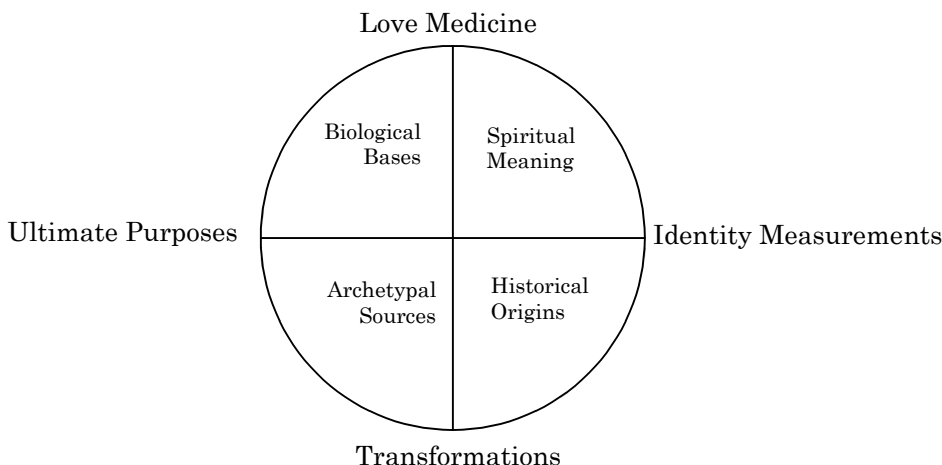 Love Medicine
Biological
Bases
Spiritual
Meaning
Ultimate Purposes
Identity Measurements
Archetypal
Sources
Historical
Origins
Transformations